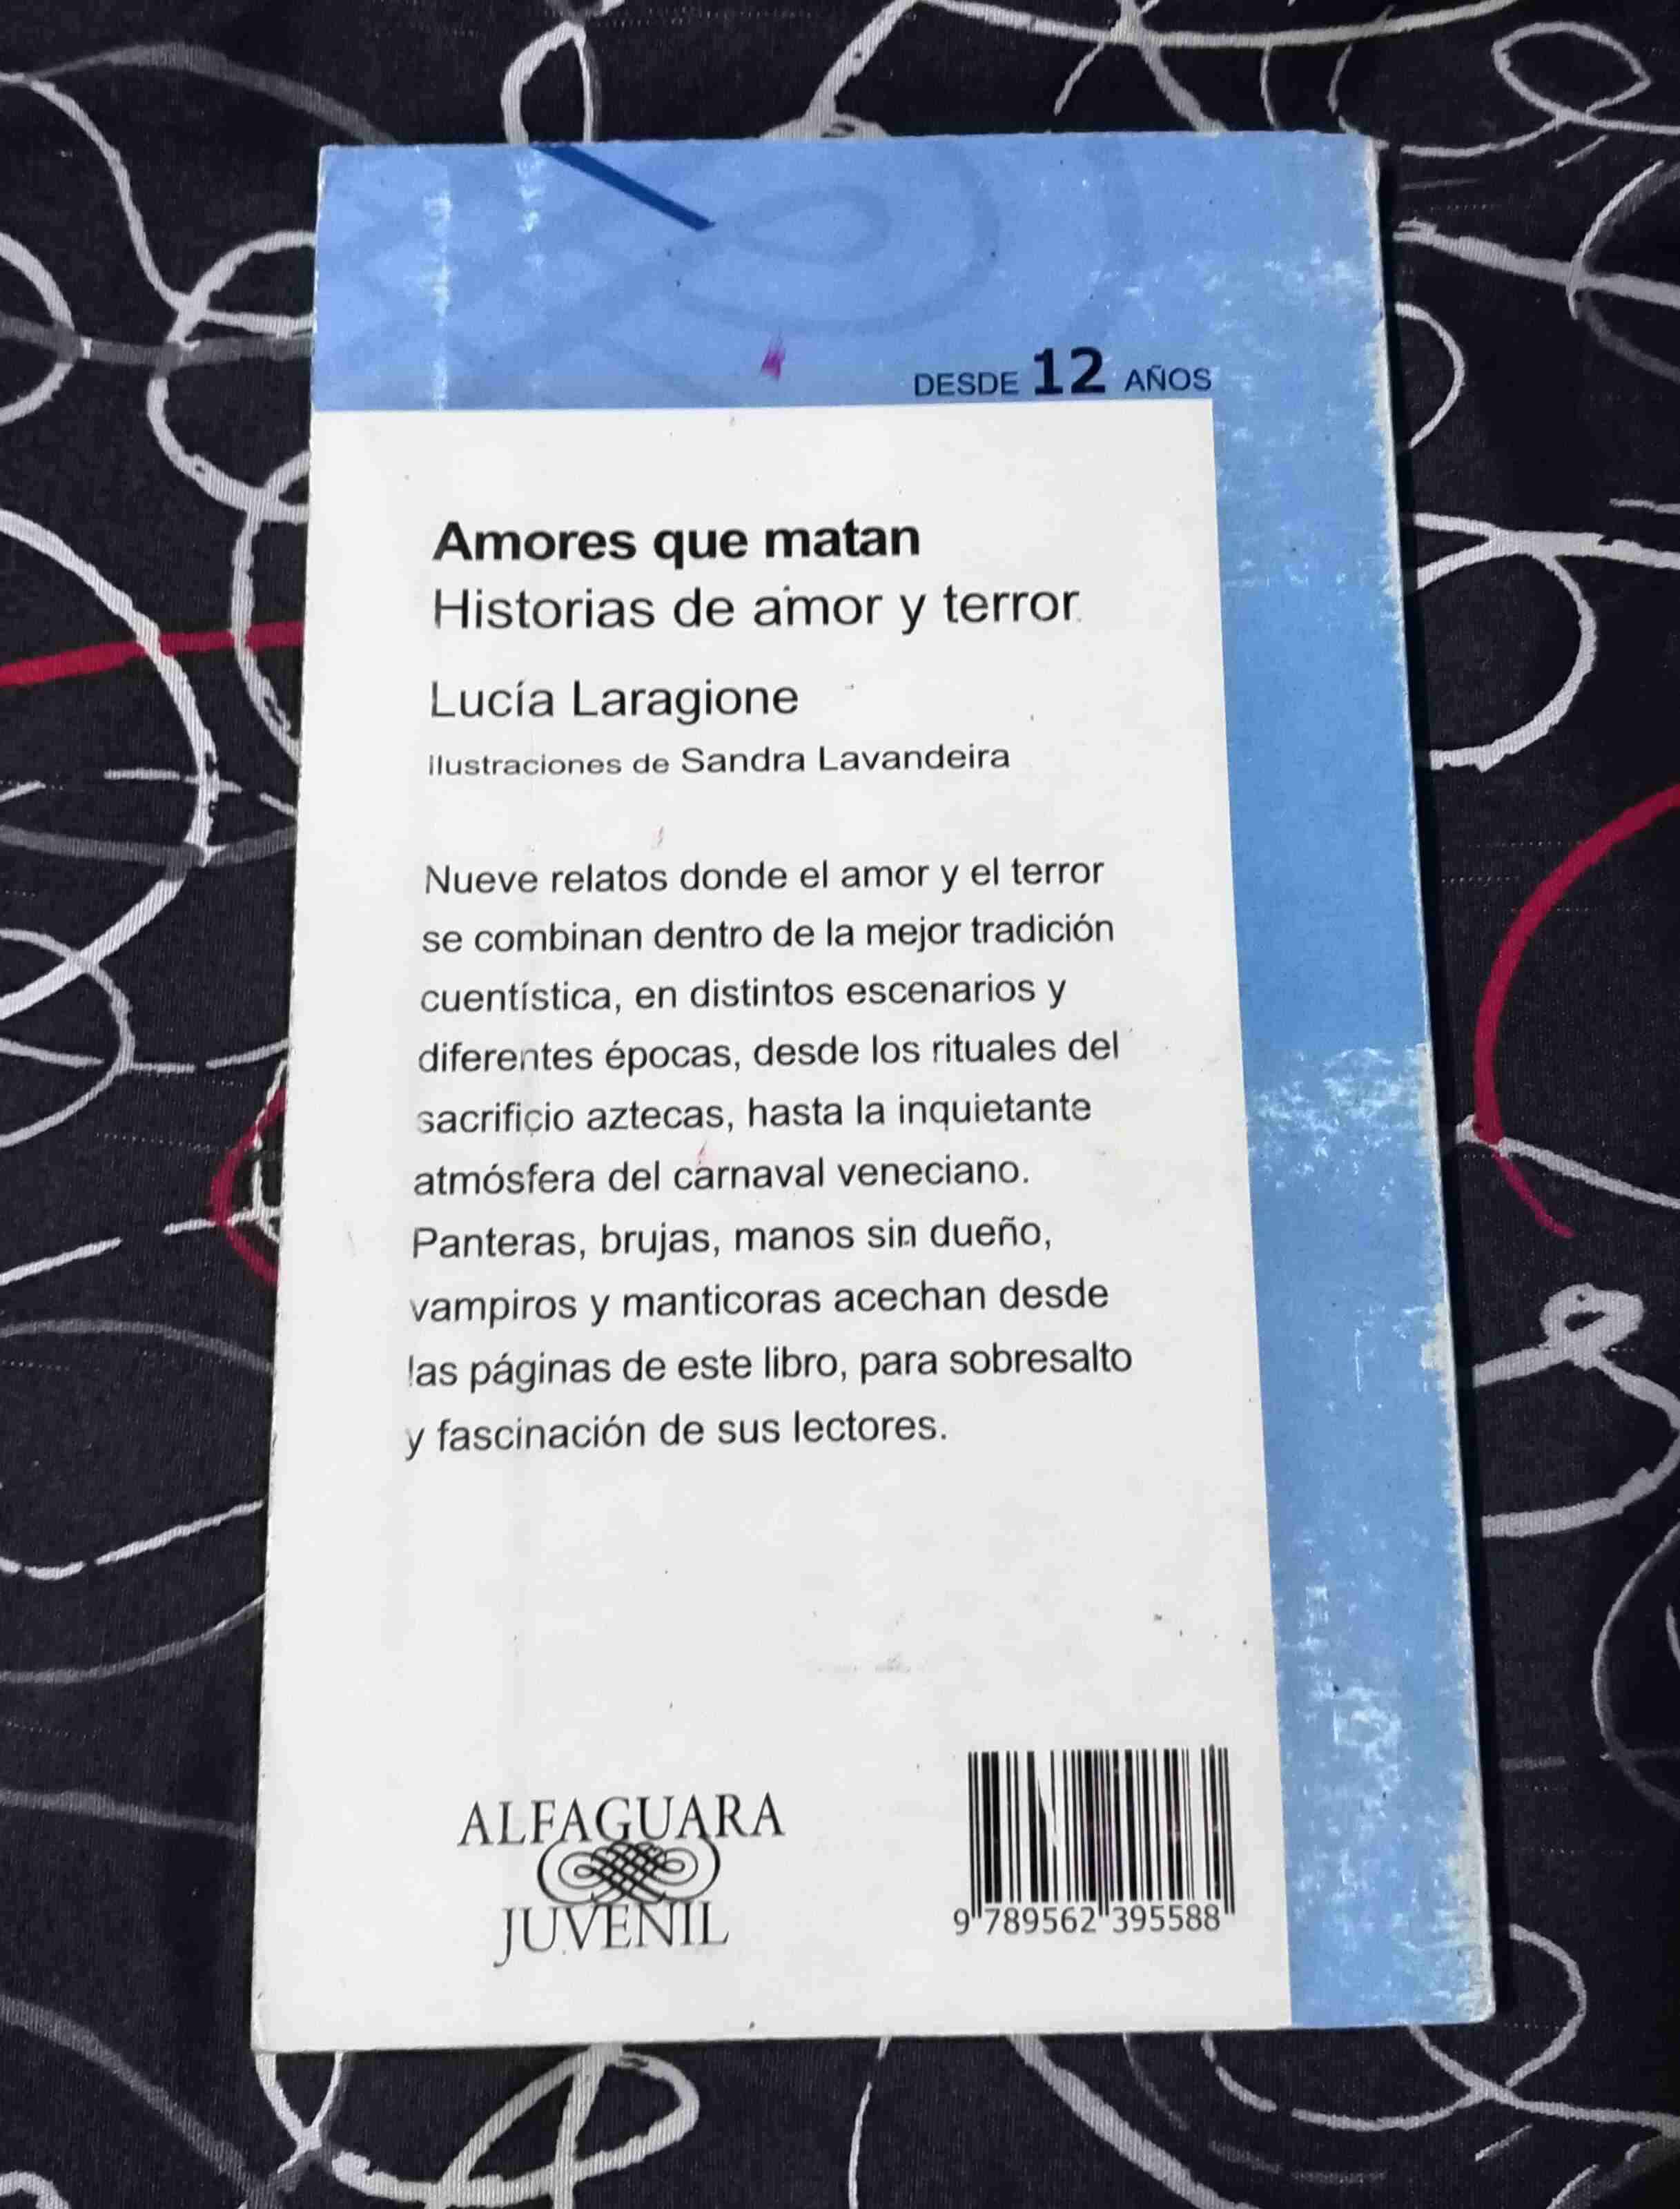 DESDE 12 AÑOS
Amores que matan
Historias de amor y terror
Lucía Laragione
Ilustraciones de Sandra Lavandeira
Nueve relatos donde el amor y el terror
se combinan dentro de la mejor tradición
cuentística, en distintos escenarios y
diferentes épocas, desde los rituales del
sacrificio aztecas, hasta la inquietante
atmósfera del carnaval veneciano.
Panteras, brujas, manos sin dueño,
vampiros y manticoras acechan desde
las páginas de este libro, para sobresalto
y fascinación de sus lectores.
ALFAGUARA
JUVENIL
9 789562 395588